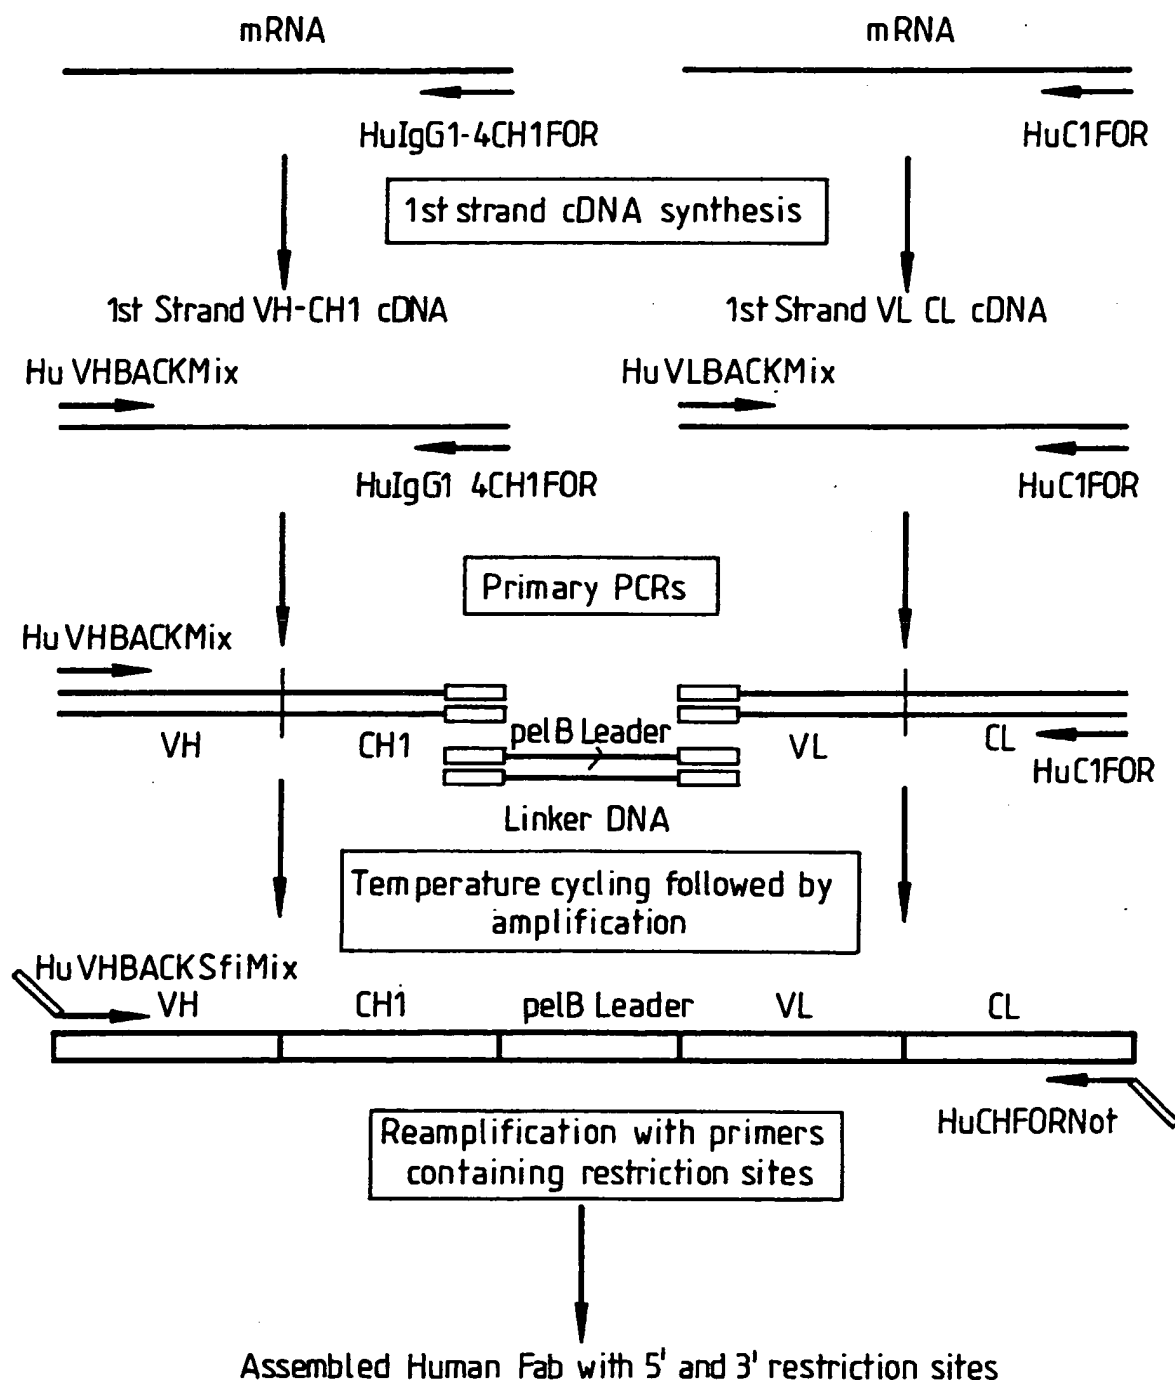 mRNA
mRNA
HuIgG1-4CH1FOR
HuC1FOR
1st strand cDNA synthesis
1st Strand VH-CH1 cDNA
1st Strand VL CL cDNA
Hu VHBACKMix
Hu VLBACKMix
HuIgG1 4CH1FOR
HuC1FOR
Primary PCRs
Hu VHBACKMix
VH
CH1
pelB Leader
VL
CL
HuC1FOR
Linker DNA
Temperature cycling followed by
amplification
Hu VHBACKSfiMix
VH
CH1
pelB Leader
VL
CL
HuCHFORNot
Reamplification with primers
containing restriction sites
Assembled Human Fab with 5' and 3' restriction sites